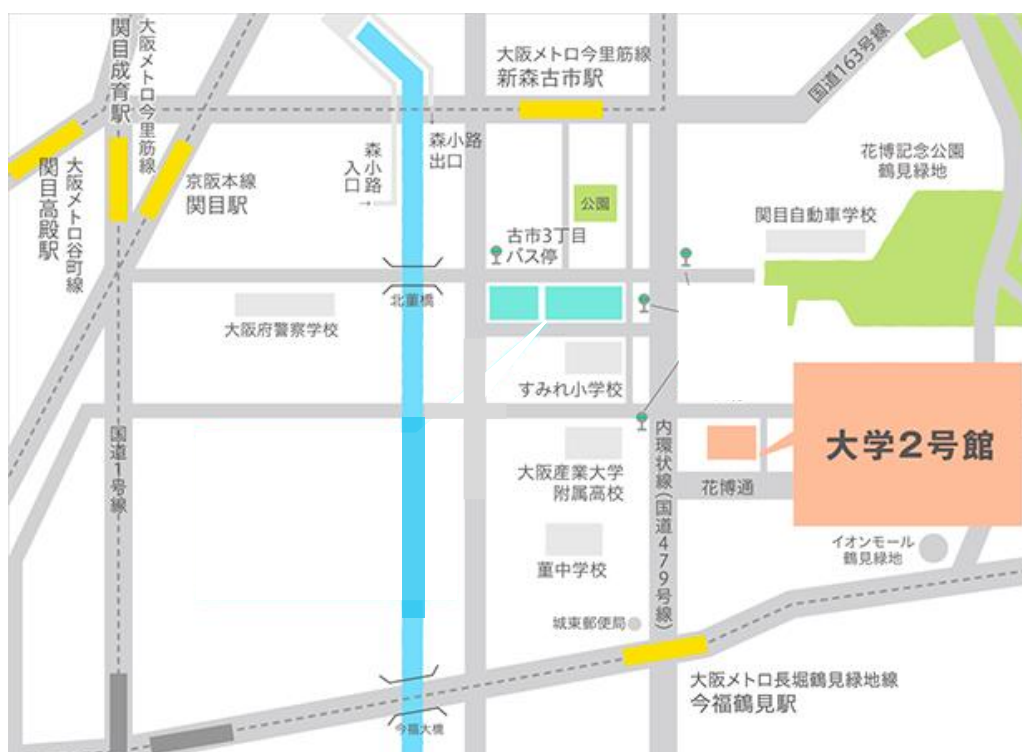 大阪メトロ今里筋線
関目成育駅
大阪メトロ今里筋線
新森古市駅
国道163号線
森小路
出口
森小路
入口
花博記念公園
鶴見緑地
大阪メトロ谷町線
関目高殿駅
京阪本線
関目駅
公園
関目自動車学校
古市3丁目
バス停
北菫橋
大阪府警察学校
すみれ小学校
国道1号線
大阪産業大学
附属高校
内環状線(国道479号線)
花博通
大学2号館
菫中学校
イオンモール
鶴見緑地
城東郵便局
大阪メトロ長堀鶴見緑地線
今福鶴見駅
今福大橋